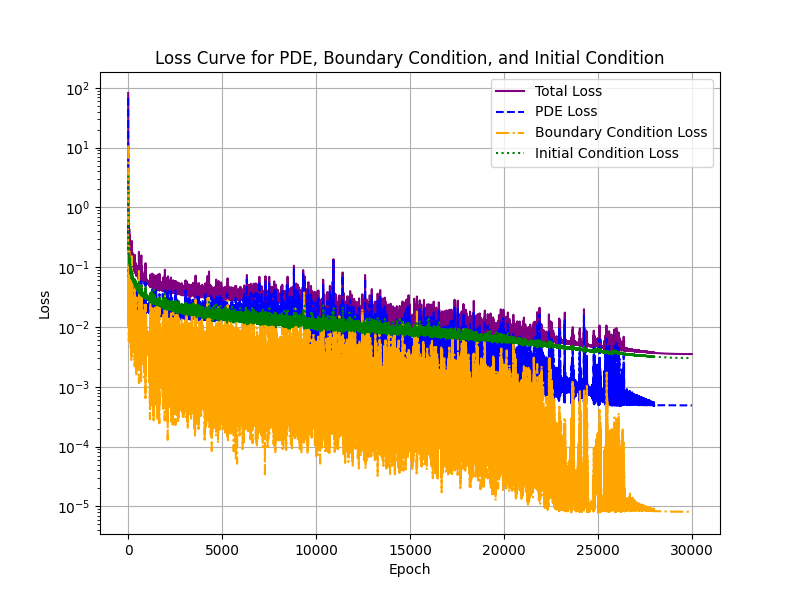 Loss Curve for PDE, Boundary Condition, and Initial Condition
Total Loss
PDE Loss
Boundary Condition Loss
Initial Condition Loss
Loss
10²
10¹
10⁰
10⁻¹
10⁻²
10⁻³
10⁻⁴
10⁻⁵
0 5000 10000 15000 20000 25000 30000
Epoch